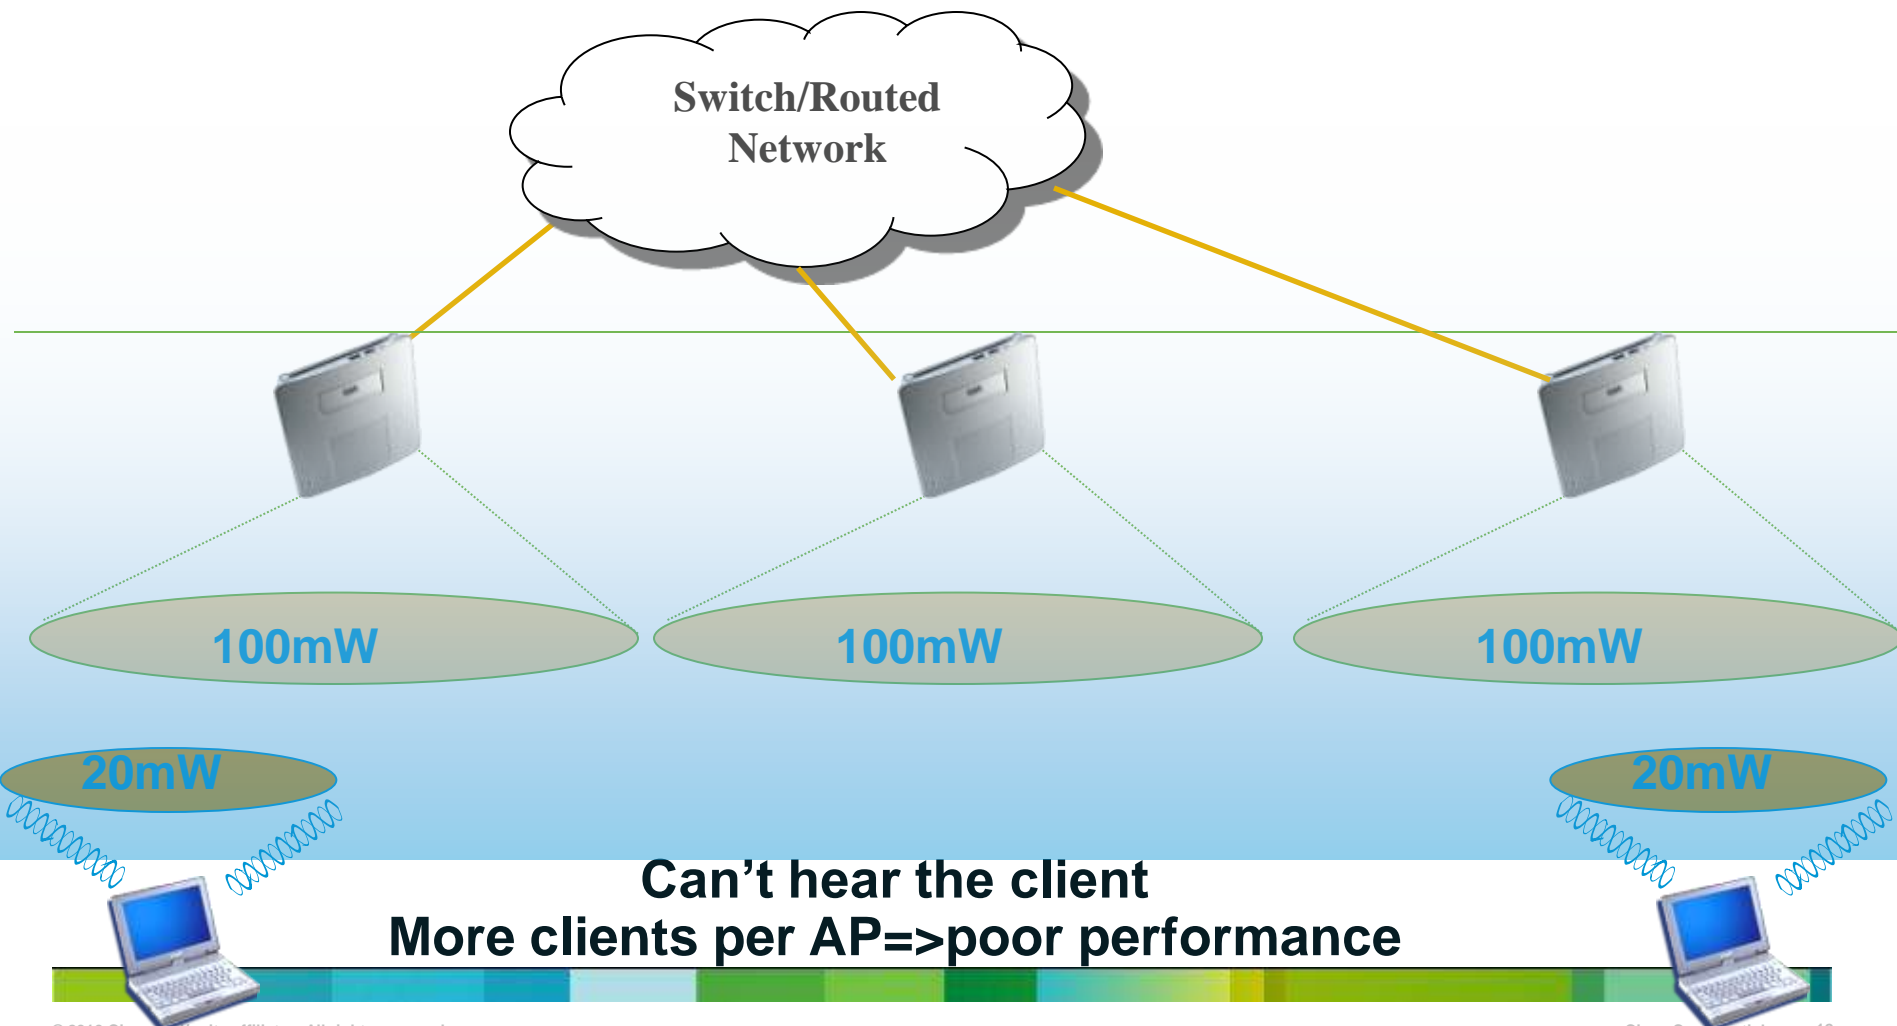 Switch/Routed
Network
100mW
100mW
100mW
20mW
20mW
Can’t hear the client
More clients per AP=>poor performance